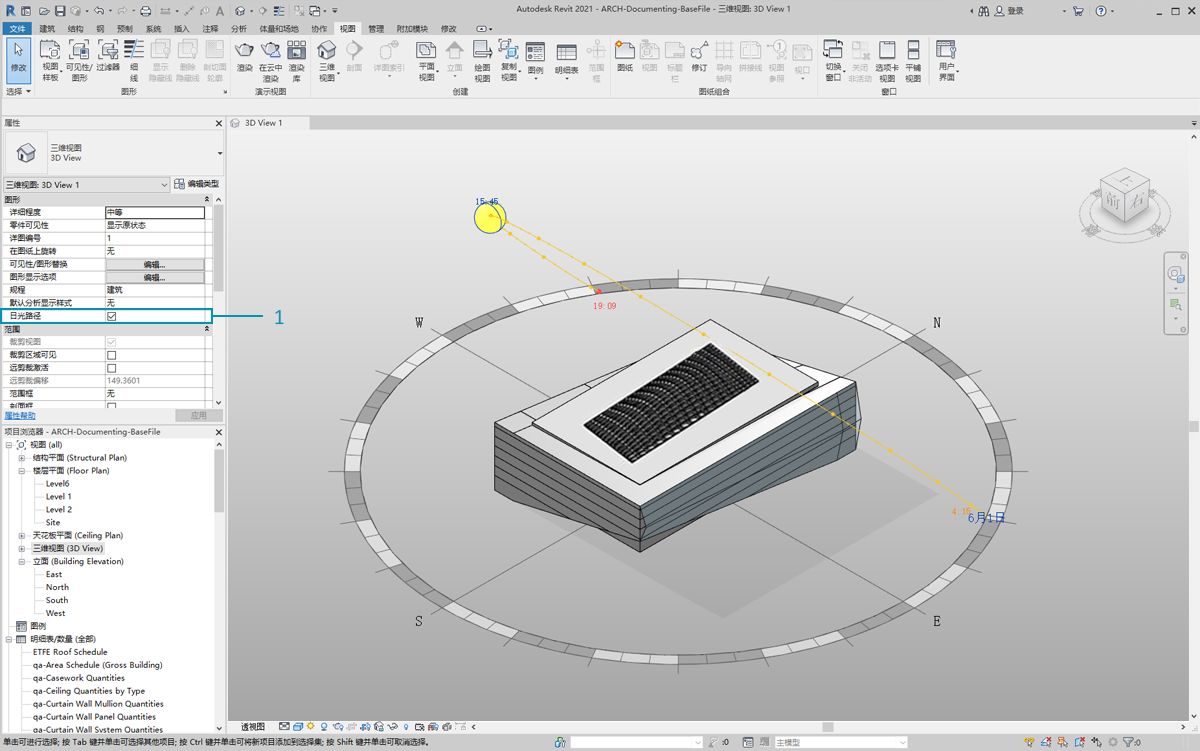 Autodesk Revit 2021 - ARCH-Documenting-BaseFile - 三维视图: 3D View 1
登录
文件 建筑 结构 钢 预制 系统 插入 注释 分析 体量和场地 协作 视图 管理 附加模块 修改
修改
视图样板
可见性/图形
过滤器
细线
显示隐藏线
删除隐藏线
剖切面轮廓
渲染
在云中渲染
渲染库
三维视图
剖面
详图索引
平面视图
立面
绘图视图
复制视图
图例
明细表
范围框
图纸
视图
标题栏
修订
导向轴网
拼接线
视图参照
视口
切换窗口
关闭非活动
选项卡视图
平铺视图
用户界面
选择
图形
演示视图
创建
图纸组合
窗口
属性
3D View 1
三维视图
3D View
三维视图: 3D View 1
编辑类型
图形
详细程度 中等
零件可见性 显示原状态
详图编号 1
在图纸上旋转 无
可见性/图形替换 编辑...
图形显示选项 编辑...
规程 建筑
默认分析显示样式 无
日光路径
1
范围
裁剪视图
裁剪区域可见
远剪裁激活
远剪裁偏移 149.3601
范围框 无
剖面框
属性帮助
应用
项目浏览器 - ARCH-Documenting-BaseFile
视图 (all)
结构平面 (Structural Plan)
楼层平面 (Floor Plan)
Level6
Level 1
Level 2
Site
天花板平面 (Ceiling Plan)
三维视图 (3D View)
立面 (Building Elevation)
East
North
South
West
图例
明细表/数量 (全部)
ETFE Roof Schedule
qa-Area Schedule (Gross Building)
qa-Casework Quantities
qa-Ceiling Quantities by Type
qa-Curtain Wall Mullion Quantities
qa-Curtain Wall Panel Quantities
qa-Curtain Wall System Quantities
15:45
19:09
W
N
S
E
6月1日
上
前
右
透视图
单击可进行选择; 按 Tab 键并单击可选择其他项目; 按 Ctrl 键并单击可将新项目添加到选择集; 按 Shift 键并单击可取消选择。
:0
主模型
:0